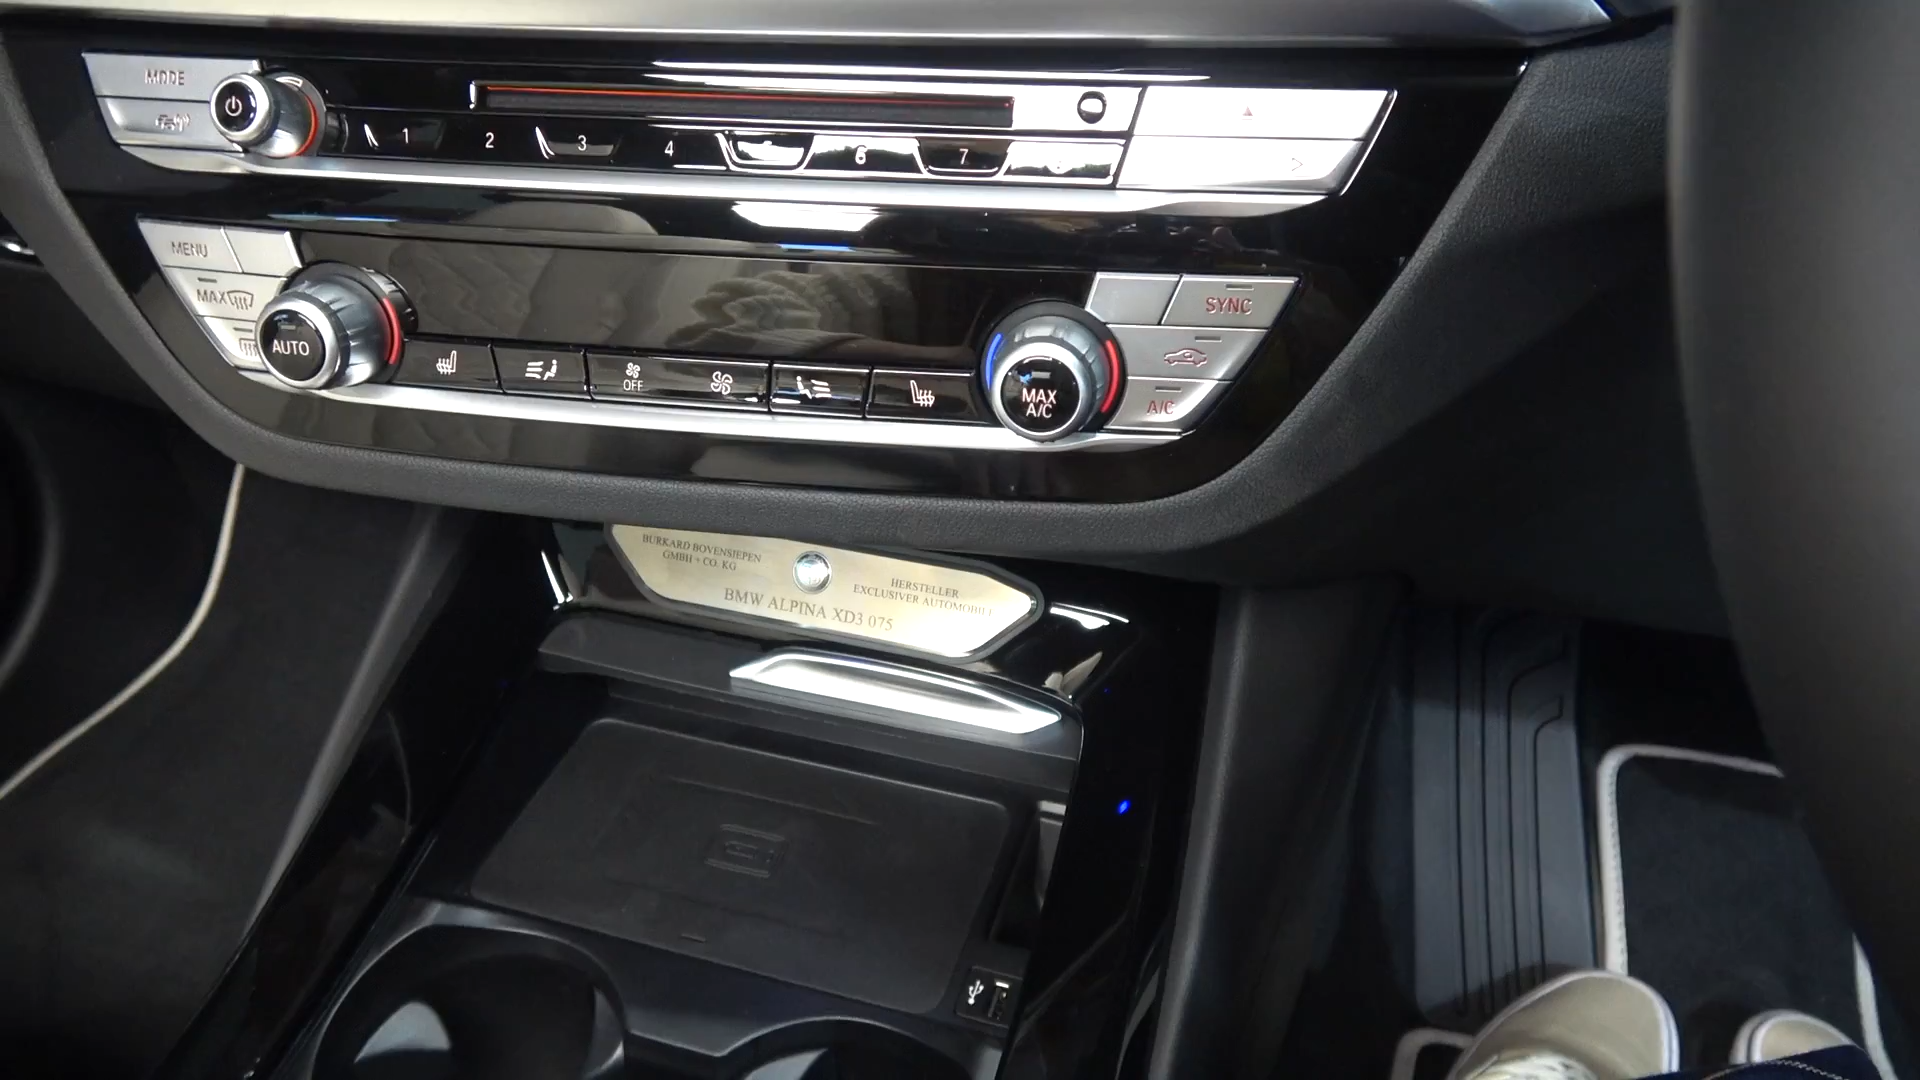 MODE
1 2 3 4 6 7
MENU
MAX
AUTO
OFF
MAX
A/C
SYNC
A/C
BURKARD BOVENSIEPEN
GMBH + CO. KG
HERSTELLER
EXCLUSIVER AUTOMOBILE
BMW ALPINA XD3 075